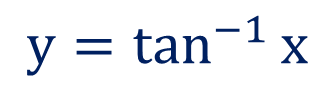 y = tan⁻¹ x